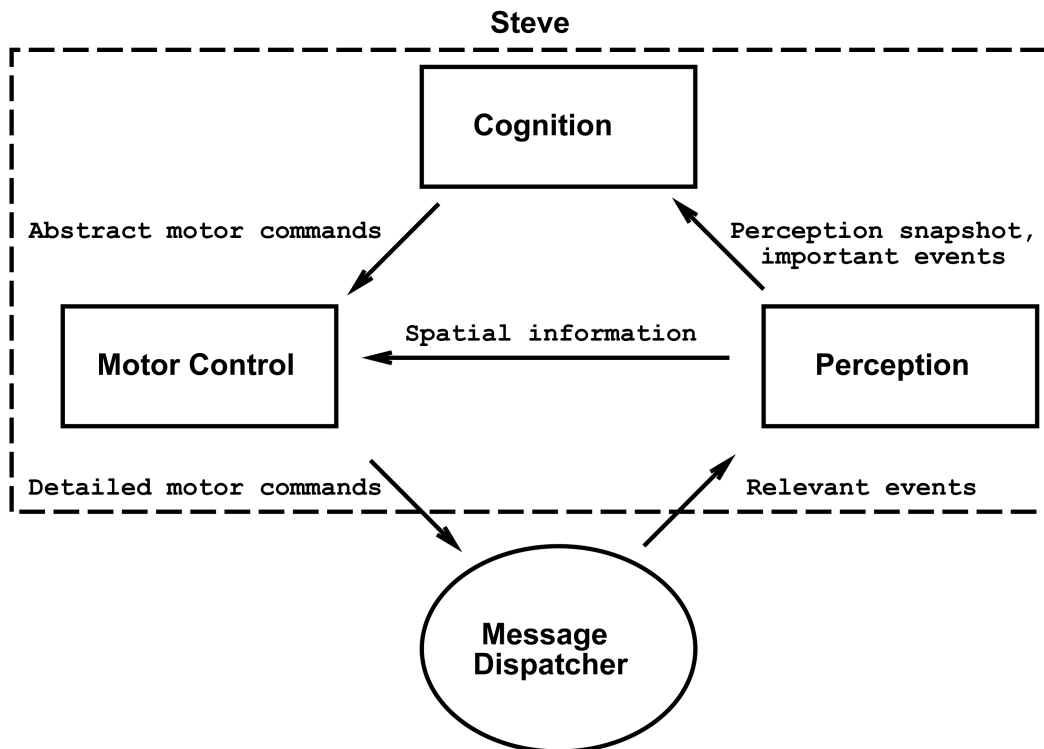 Steve
Cognition
Abstract motor commands
Perception snapshot,
important events
Spatial information
Motor Control
Perception
Detailed motor commands
Relevant events
Message
Dispatcher